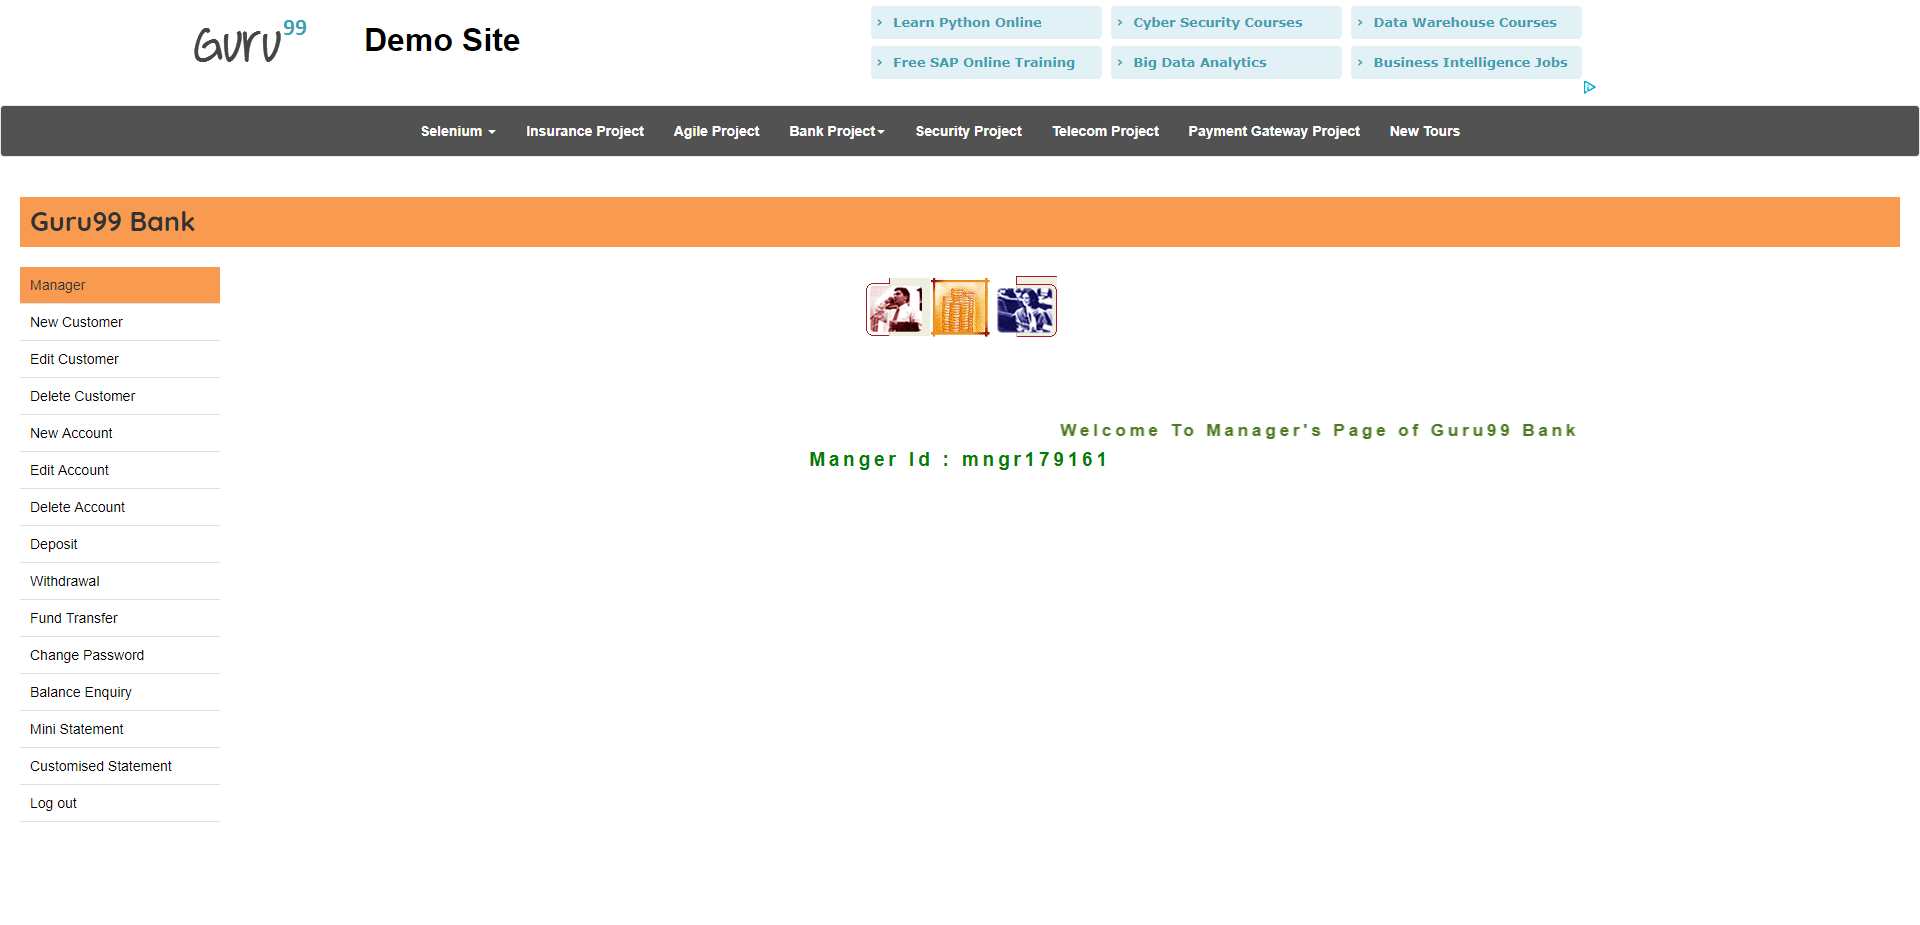 Guru99
Demo Site
Learn Python Online
Cyber Security Courses
Data Warehouse Courses
Free SAP Online Training
Big Data Analytics
Business Intelligence Jobs
Selenium
Insurance Project
Agile Project
Bank Project
Security Project
Telecom Project
Payment Gateway Project
New Tours
Guru99 Bank
Manager
New Customer
Edit Customer
Delete Customer
New Account
Edit Account
Delete Account
Deposit
Withdrawal
Fund Transfer
Change Password
Balance Enquiry
Mini Statement
Customised Statement
Log out
Welcome To Manager's Page of Guru99 Bank
Manger Id : mngr179161